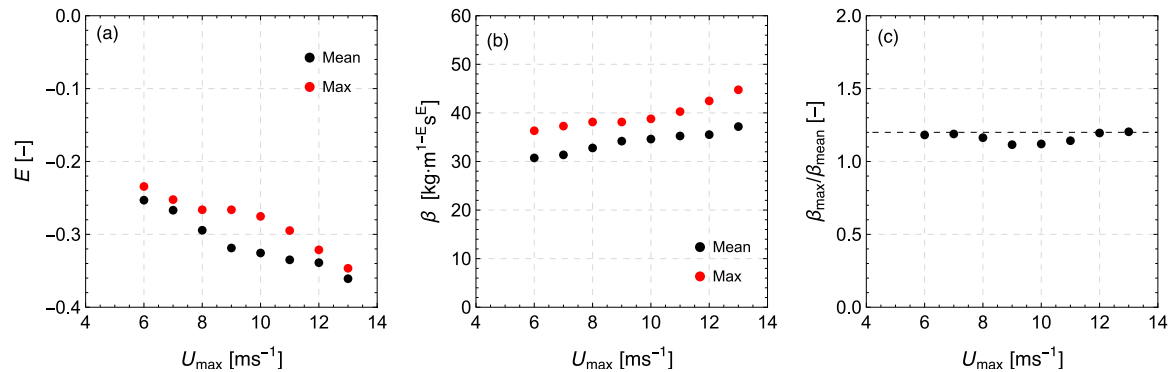 (a)
Mean
Max
0.0
−0.1
−0.2
−0.3
−0.4
4 6 8 10 12 14
E [−]
U_max [ms⁻¹]
(b)
Mean
Max
60
50
40
30
20
10
0
4 6 8 10 12 14
β [kg·m^{1−E}s^E]
U_max [ms⁻¹]
(c)
2.0
1.5
1.0
0.5
0.0
4 6 8 10 12 14
β_max/β_mean [−]
U_max [ms⁻¹]